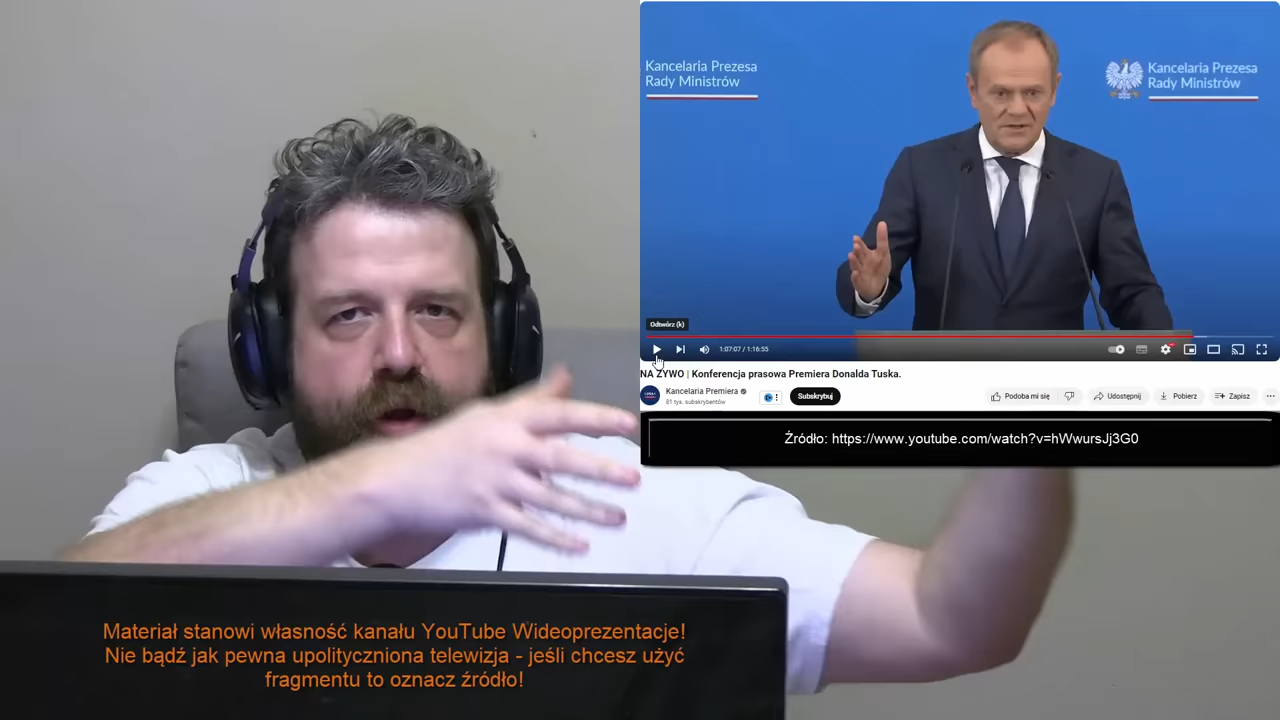 Kancelaria Prezesa
Rady Ministrów
Kancelaria Prezesa
Rady Ministrów
Odtwórz (k)
1:07:07 / 1:16:55
NA ŻYWO | Konferencja prasowa Premiera Donalda Tuska.
Kancelaria Premiera
81 tys. subskrybentów
Subskrybuj
Podoba mi się
Udostępnij
Pobierz
Zapisz
Źródło: https://www.youtube.com/watch?v=hWwursJj3G0
Materiał stanowi własność kanału YouTube Wideoprezentacje!
Nie bądź jak pewna upolityczniona telewizja - jeśli chcesz użyć
fragmentu to oznacz źródło!